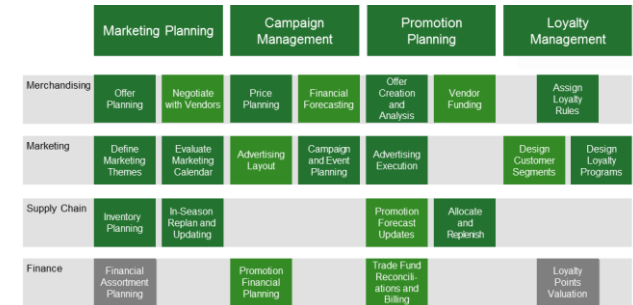 Marketing Planning
Campaign
Management
Promotion
Planning
Loyalty
Management
Merchandising
Offer
Planning
Negotiate
with Vendors
Price
Planning
Financial
Forecasting
Offer
Creation
and
Analysis
Vendor
Funding
Assign
Loyalty
Rules
Marketing
Define
Marketing
Themes
Evaluate
Marketing
Calendar
Advertising
Layout
Campaign
and Event
Planning
Advertising
Execution
Design
Customer
Segments
Design
Loyalty
Programs
Supply Chain
Inventory
Planning
In-Season
Replan and
Updating
Promotion
Forecast
Updates
Allocate
and
Replenish
Finance
Financial
Assortment
Planning
Promotion
Financial
Planning
Trade Fund
Reconcili-
ations and
Billing
Loyalty
Points
Valuation